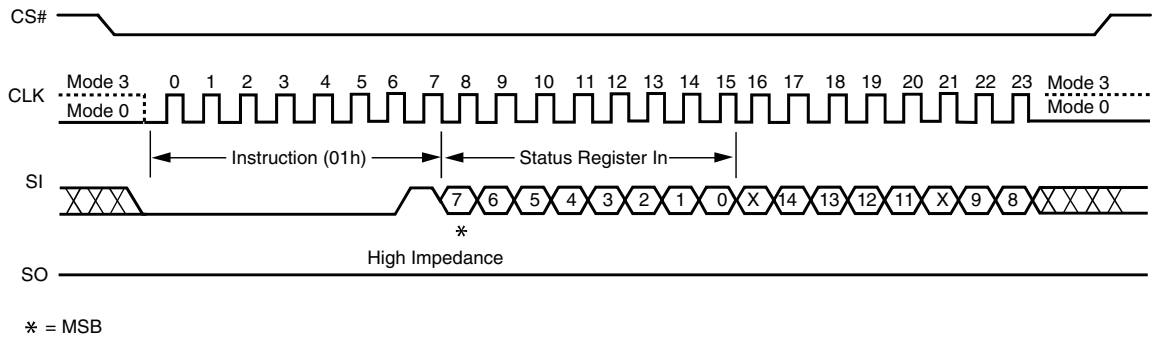 CS#
Mode 3 0 1 2 3 4 5 6 7 8 9 10 11 12 13 14 15 16 17 18 19 20 21 22 23 Mode 3
CLK
Mode 0 Mode 0
Instruction (01h) Status Register In
SI
7 6 5 4 3 2 1 0 X 14 13 12 11 X 9 8
*
High Impedance
SO
* = MSB